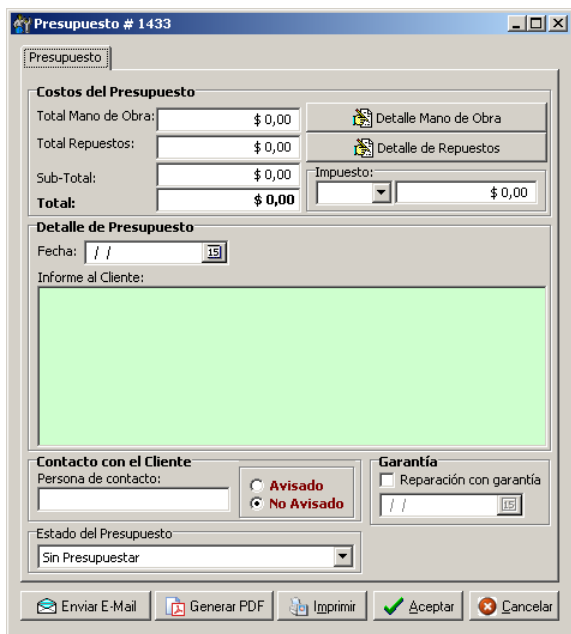 Presupuesto # 1433
Presupuesto
Costos del Presupuesto
Total Mano de Obra: $ 0,00
Detalle Mano de Obra
Total Repuestos: $ 0,00
Detalle de Repuestos
Sub-Total: $ 0,00
Impuesto:
$ 0,00
Total: $ 0,00
Detalle de Presupuesto
Fecha: / / 15
Informe al Cliente:
Contacto con el Cliente
Persona de contacto:
Avisado
No Avisado
Garantía
Reparación con garantía
/ / 15
Estado del Presupuesto
Sin Presupuestar
Enviar E-Mail Generar PDF Imprimir Aceptar Cancelar